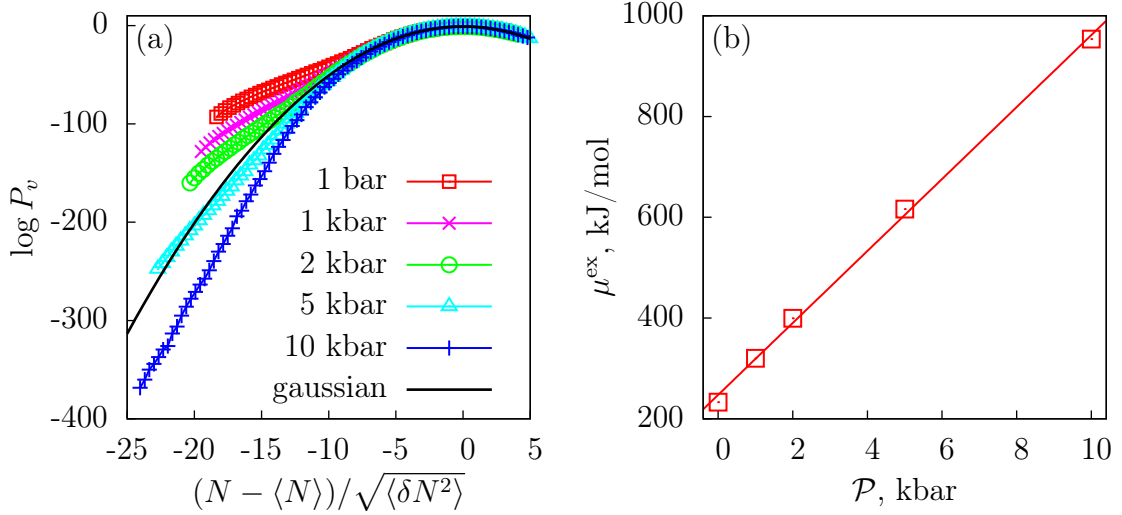 (a)
log P_v
0
-100
-200
-300
-400
1 bar
1 kbar
2 kbar
5 kbar
10 kbar
gaussian
-25 -20 -15 -10 -5 0 5
(N − ⟨N⟩)/√⟨δN²⟩
(b)
μ^ex, kJ/mol
1000
800
600
400
200
0 2 4 6 8 10
𝒫, kbar